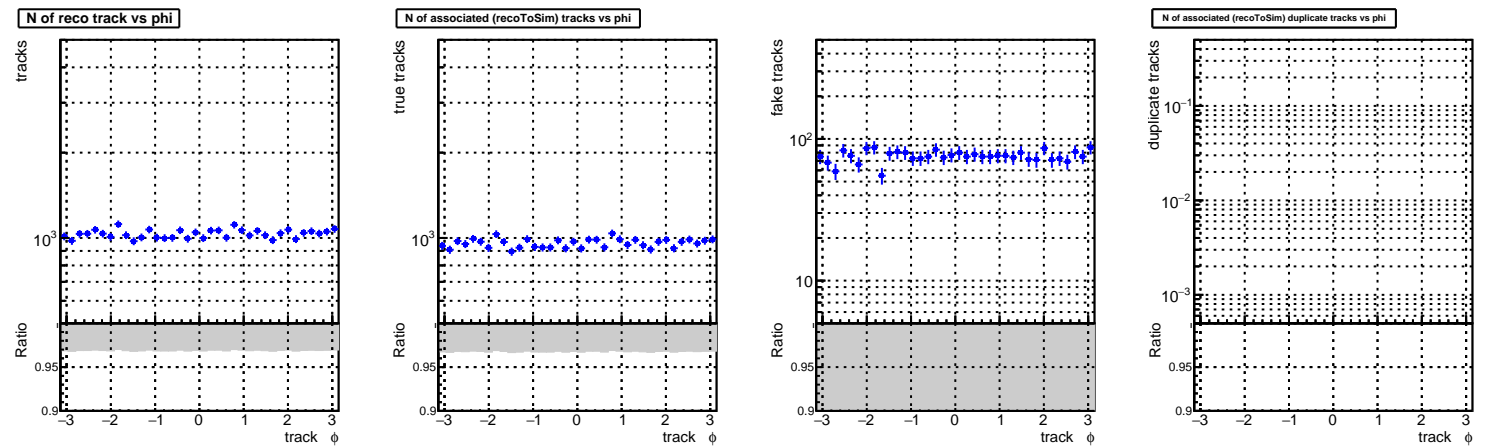 N of reco track vs phi
tracks
10³
Ratio
0.95
0.9
−3 −2 −1 0 1 2 3
track ϕ
N of associated (recoToSim) tracks vs phi
true tracks
10³
Ratio
0.95
0.9
−3 −2 −1 0 1 2 3
track ϕ
fake tracks
10²
10
Ratio
0.95
0.9
−3 −2 −1 0 1 2 3
track ϕ
N of associated (recoToSim) duplicate tracks vs phi
duplicate tracks
10⁻¹
10⁻²
10⁻³
Ratio
0.95
0.9
−3 −2 −1 0 1 2 3
track ϕ